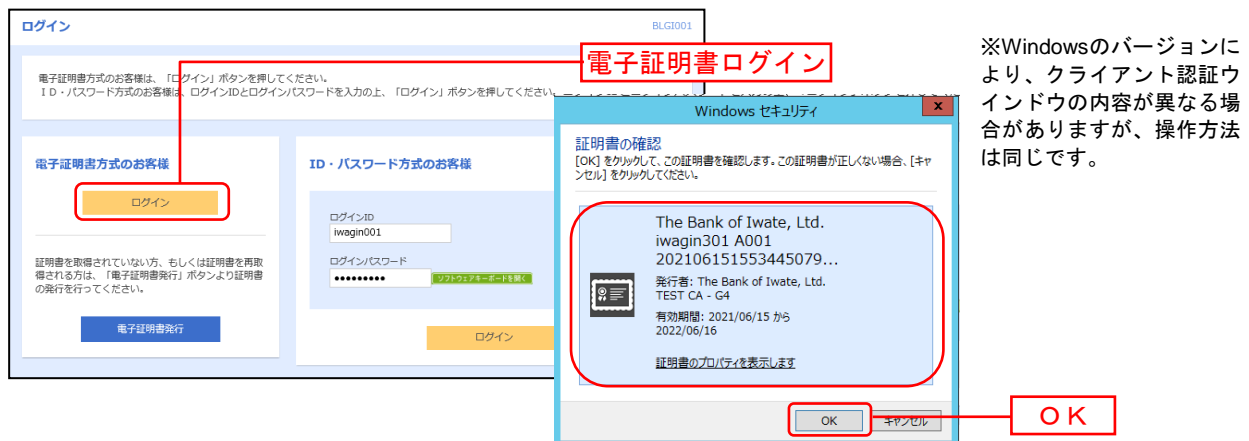 ログイン
BLGI001
電子証明書ログイン
電子証明書方式のお客様は、「ログイン」ボタンを押してください。
ＩＤ・パスワード方式のお客様は、ログインIDとログインパスワードを入力の上、「ログイン」ボタンを押してください。
電子証明書方式のお客様
ログイン
証明書を取得されていない方、もしくは証明書を再取
得される方は、「電子証明書発行」ボタンより証明書
の発行を行ってください。
電子証明書発行
ID・パスワード方式のお客様
ログインID
iwagin001
ログインパスワード
●●●●●●●●●
ソフトウェアキーボードを開く
ログイン
Windows セキュリティ
x
証明書の確認
[OK] をクリックして、この証明書を確認します。この証明書が正しくない場合、[キャ
ンセル] をクリックしてください。
The Bank of Iwate, Ltd.
iwagin301 A001
202106151553445079...
発行者: The Bank of Iwate, Ltd.
TEST CA - G4
有効期間: 2021/06/15 から
2022/06/16
証明書のプロパティを表示します
OK
キャンセル
ＯＫ
※Windowsのバージョンに
より、クライアント認証ウ
インドウの内容が異なる場
合がありますが、操作方法
は同じです。